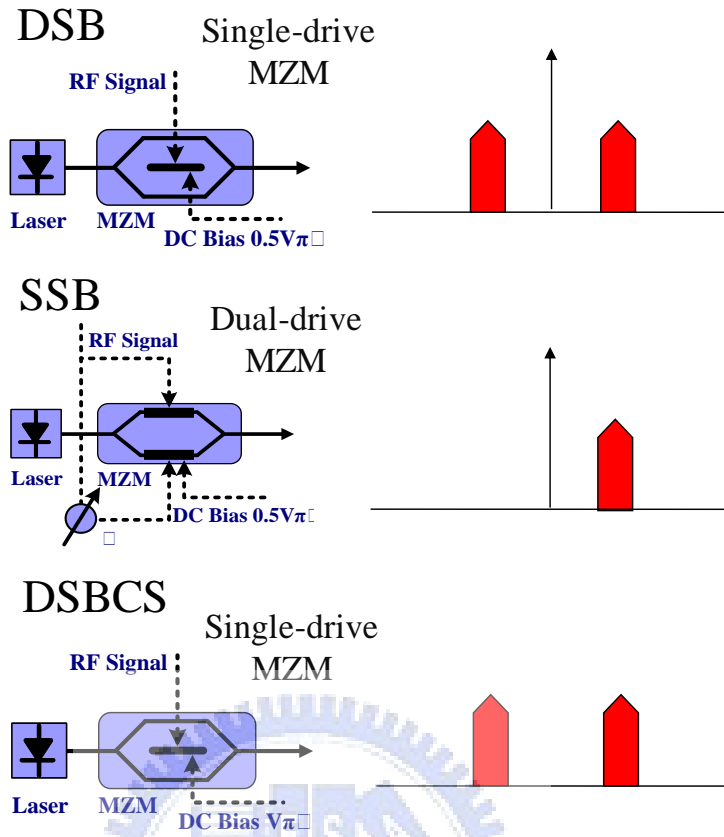 DSB
Single-drive
MZM
RF Signal
Laser
MZM
DC Bias 0.5Vπ
SSB
Dual-drive
MZM
RF Signal
Laser
MZM
DC Bias 0.5Vπ
DSBCS
Single-drive
MZM
RF Signal
Laser
MZM
DC Bias Vπ